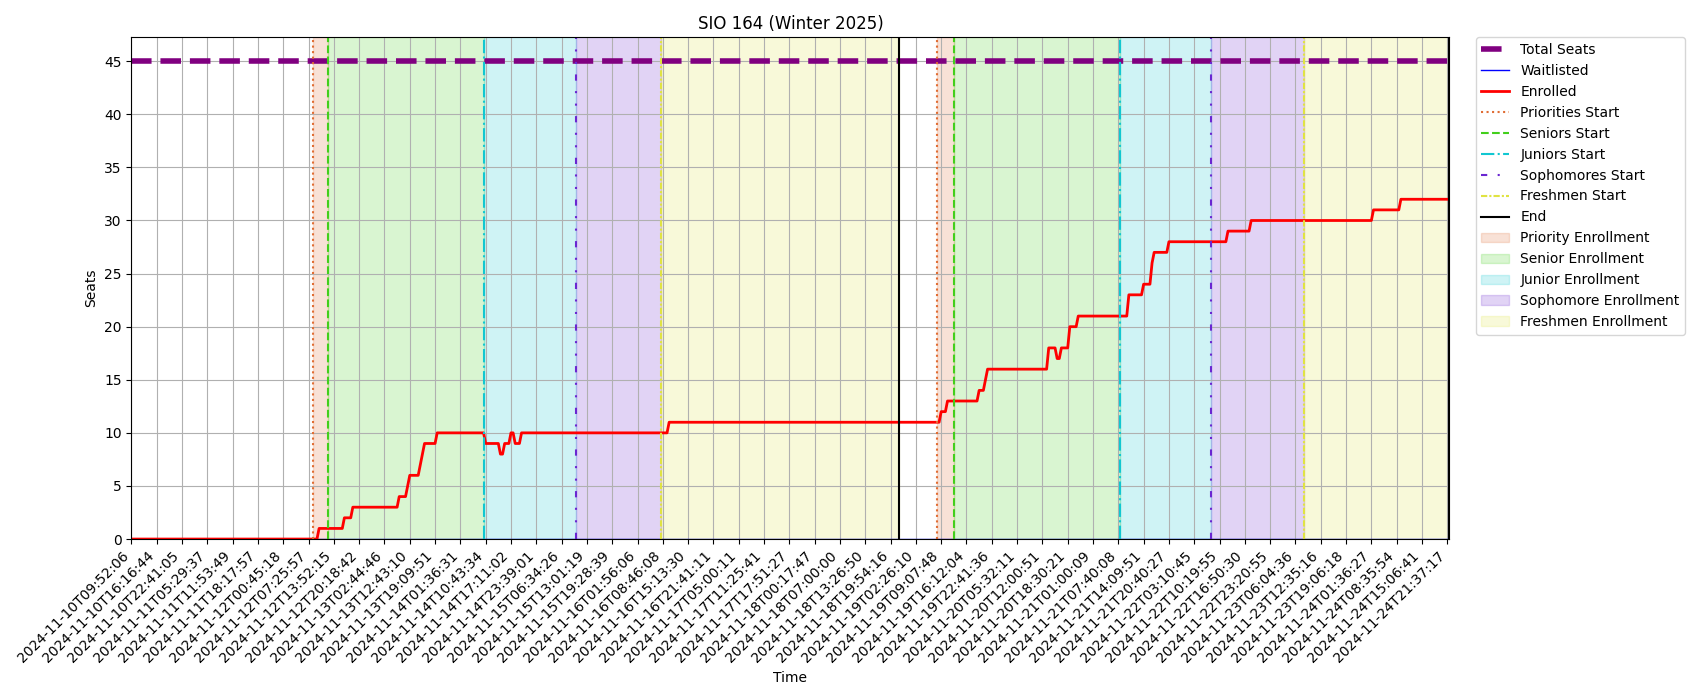 SIO 164 (Winter 2025)
Seats
45
40
35
30
25
20
15
10
5
0
2024-11-10T09:52:06
2024-11-10T16:16:44
2024-11-10T22:41:05
2024-11-11T05:29:37
2024-11-11T11:53:49
2024-11-11T18:17:57
2024-11-12T00:45:18
2024-11-12T07:25:57
2024-11-12T13:52:15
2024-11-12T20:18:42
2024-11-13T02:44:46
2024-11-13T12:43:10
2024-11-13T19:09:51
2024-11-14T01:36:31
2024-11-14T10:43:34
2024-11-14T17:11:02
2024-11-14T23:39:01
2024-11-15T06:34:26
2024-11-15T13:01:19
2024-11-15T19:28:39
2024-11-16T01:56:06
2024-11-16T08:46:08
2024-11-16T15:13:30
2024-11-16T21:41:11
2024-11-17T05:00:11
2024-11-17T11:25:41
2024-11-17T17:51:27
2024-11-18T00:17:47
2024-11-18T07:00:00
2024-11-18T13:26:50
2024-11-18T19:54:16
2024-11-19T02:26:10
2024-11-19T09:07:48
2024-11-19T16:12:04
2024-11-19T22:41:36
2024-11-20T05:32:11
2024-11-20T12:00:51
2024-11-20T18:30:21
2024-11-21T01:00:09
2024-11-21T07:40:08
2024-11-21T14:09:51
2024-11-21T20:40:27
2024-11-22T03:10:45
2024-11-22T10:19:55
2024-11-22T16:50:30
2024-11-22T23:20:55
2024-11-23T06:04:36
2024-11-23T12:35:16
2024-11-23T19:06:18
2024-11-24T01:36:27
2024-11-24T08:35:54
2024-11-24T15:06:41
2024-11-24T21:37:17
Time
Total Seats
Waitlisted
Enrolled
Priorities Start
Seniors Start
Juniors Start
Sophomores Start
Freshmen Start
End
Priority Enrollment
Senior Enrollment
Junior Enrollment
Sophomore Enrollment
Freshmen Enrollment